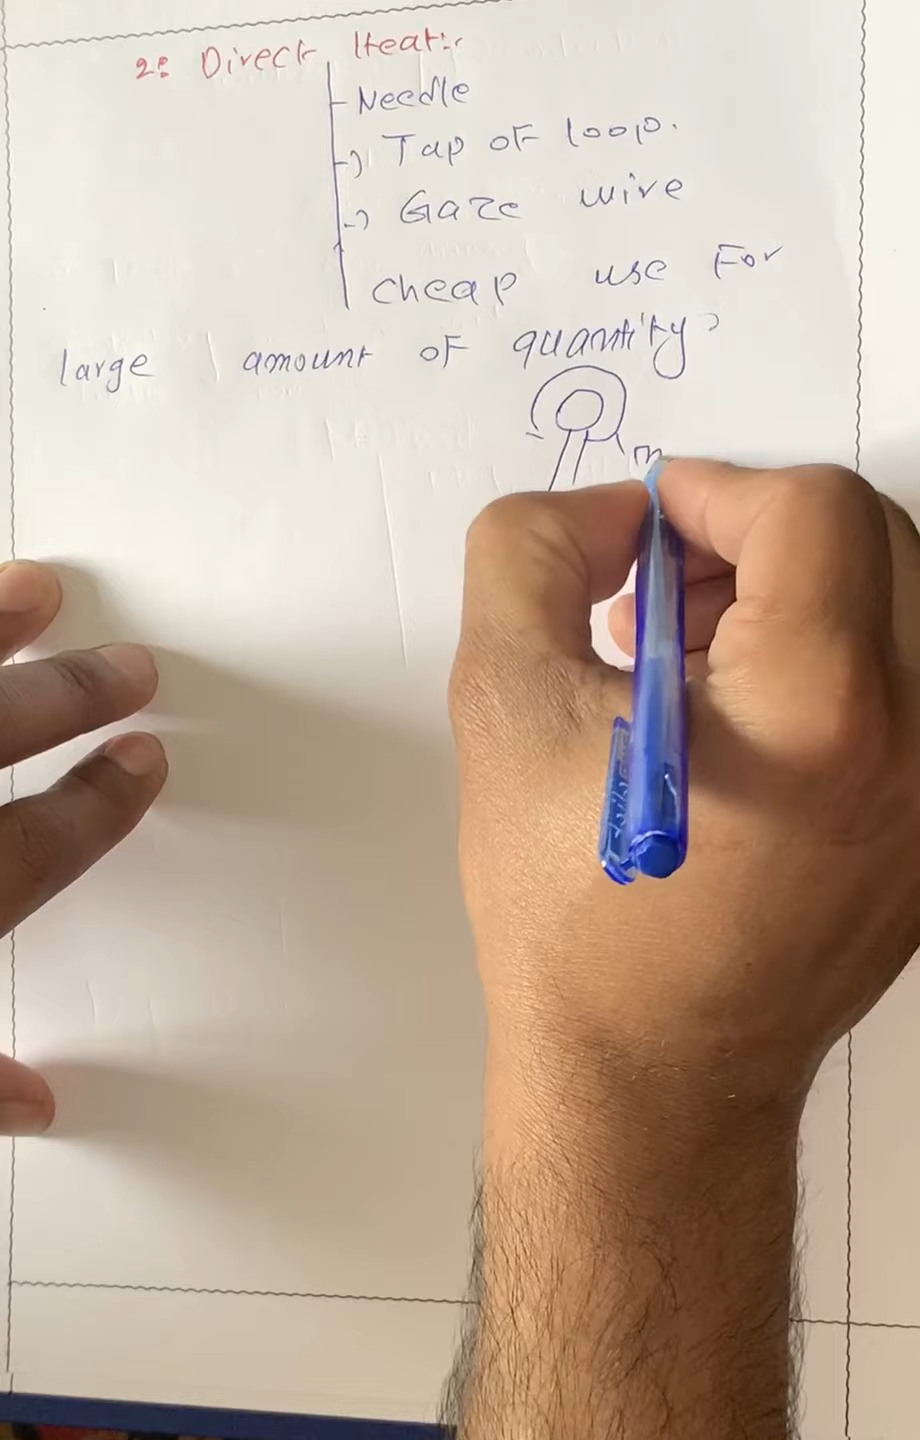 2: Direct Heat:
Needle
Tap of loop.
Gaze wire
cheap use For
large amount of quantity
m